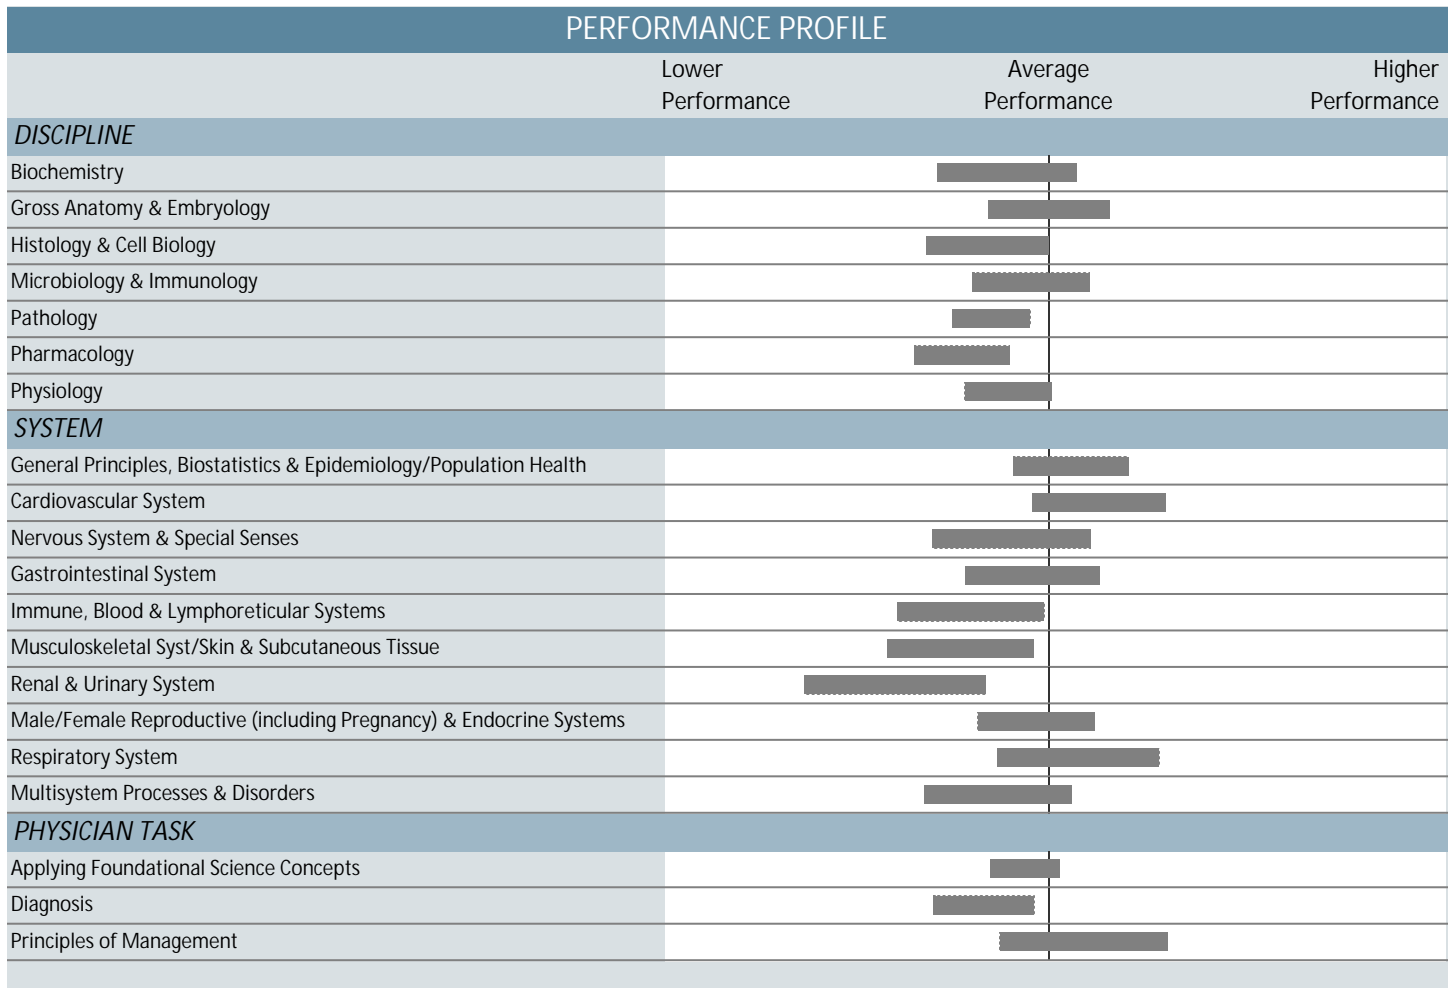 PERFORMANCE PROFILE
Lower Performance
Average Performance
Higher Performance
DISCIPLINE
Biochemistry
Gross Anatomy & Embryology
Histology & Cell Biology
Microbiology & Immunology
Pathology
Pharmacology
Physiology
SYSTEM
General Principles, Biostatistics & Epidemiology/Population Health
Cardiovascular System
Nervous System & Special Senses
Gastrointestinal System
Immune, Blood & Lymphoreticular Systems
Musculoskeletal Syst/Skin & Subcutaneous Tissue
Renal & Urinary System
Male/Female Reproductive (including Pregnancy) & Endocrine Systems
Respiratory System
Multisystem Processes & Disorders
PHYSICIAN TASK
Applying Foundational Science Concepts
Diagnosis
Principles of Management